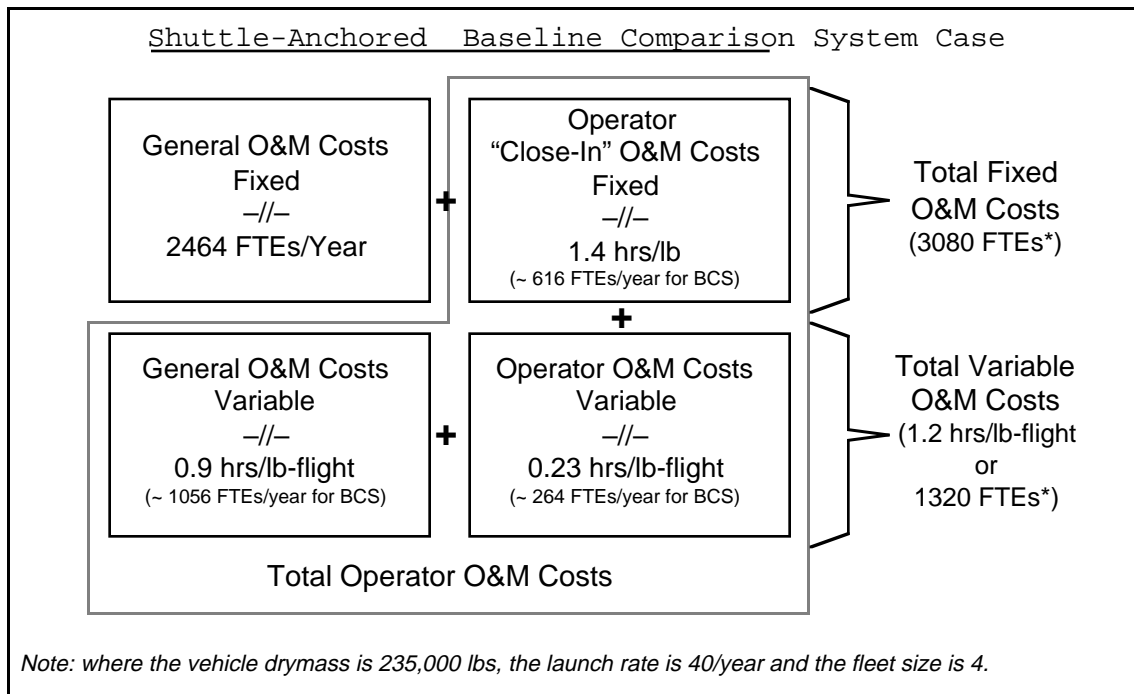 Shuttle-Anchored Baseline Comparison System Case
General O&M Costs
Fixed
–//–
2464 FTEs/Year
+
Operator
“Close-In” O&M Costs
Fixed
–//–
1.4 hrs/lb
(~ 616 FTEs/year for BCS)
Total Fixed
O&M Costs
(3080 FTEs*)
+
General O&M Costs
Variable
–//–
0.9 hrs/lb-flight
(~ 1056 FTEs/year for BCS)
+
Operator O&M Costs
Variable
–//–
0.23 hrs/lb-flight
(~ 264 FTEs/year for BCS)
Total Variable
O&M Costs
(1.2 hrs/lb-flight
or
1320 FTEs*)
Total Operator O&M Costs
Note: where the vehicle drymass is 235,000 lbs, the launch rate is 40/year and the fleet size is 4.